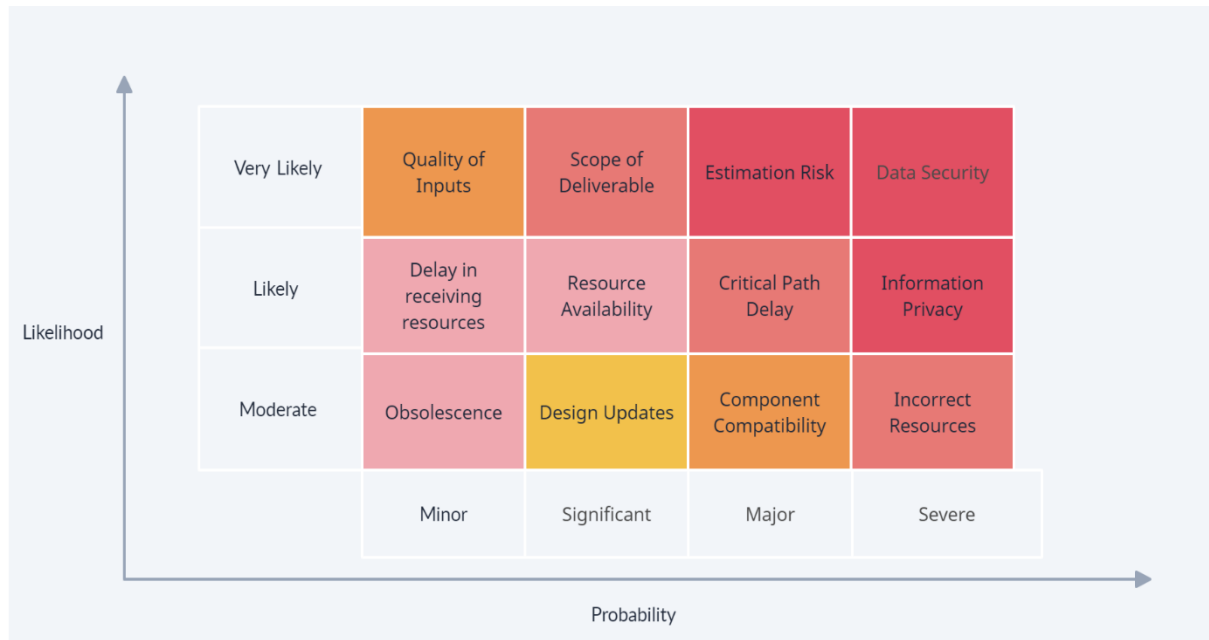 Very Likely
Quality of
Inputs
Scope of
Deliverable
Estimation Risk
Data Security
Likelihood
Likely
Delay in
receiving
resources
Resource
Availability
Critical Path
Delay
Information
Privacy
Moderate
Obsolescence
Design Updates
Component
Compatibility
Incorrect
Resources
Minor
Significant
Major
Severe
Probability